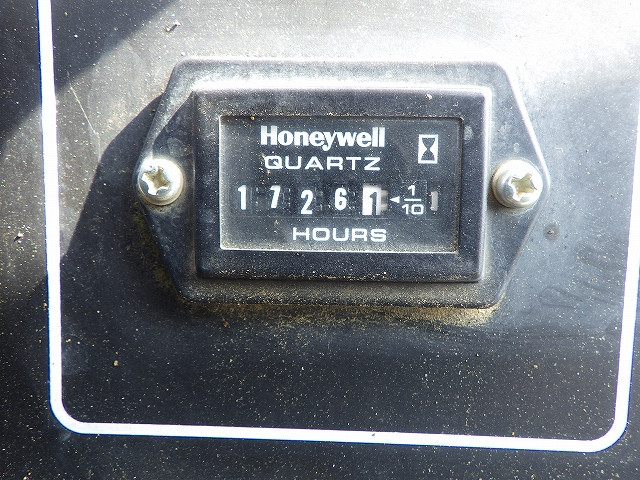 Honeywell
QUARTZ
1 7 2 6 1 ◄ 1/10
HOURS